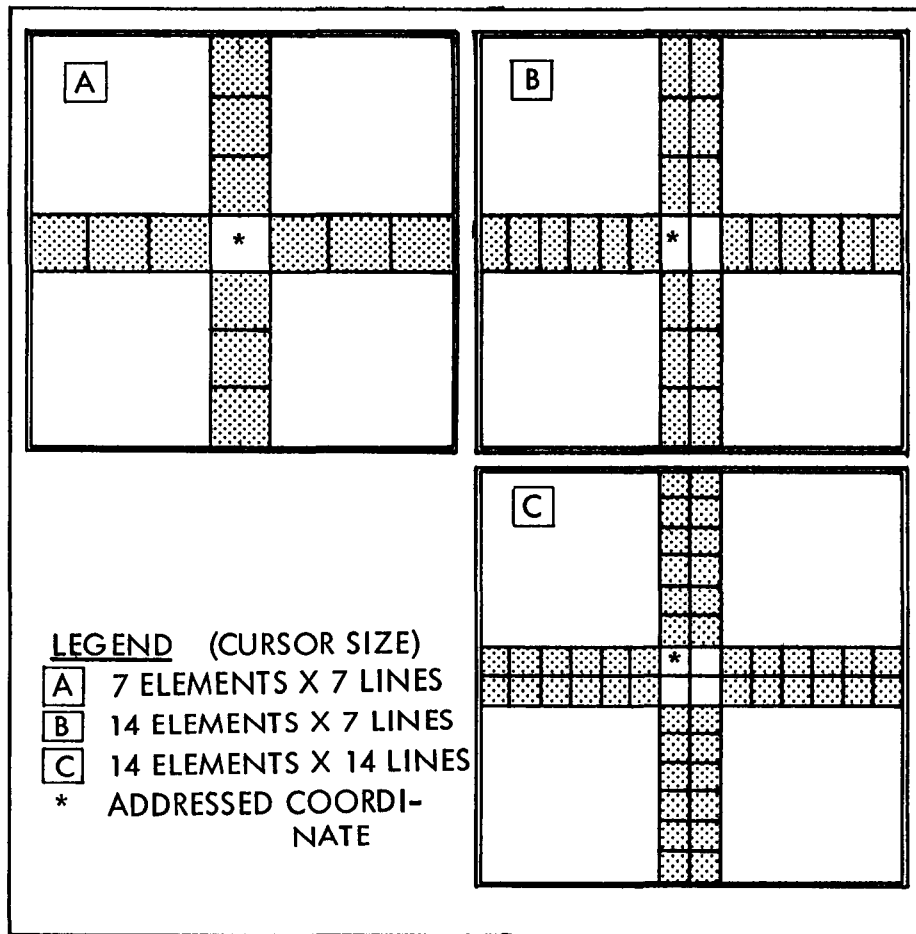 A
*
B
*
C
*
LEGEND (CURSOR SIZE)
A 7 ELEMENTS X 7 LINES
B 14 ELEMENTS X 7 LINES
C 14 ELEMENTS X 14 LINES
* ADDRESSED COORDI-
NATE